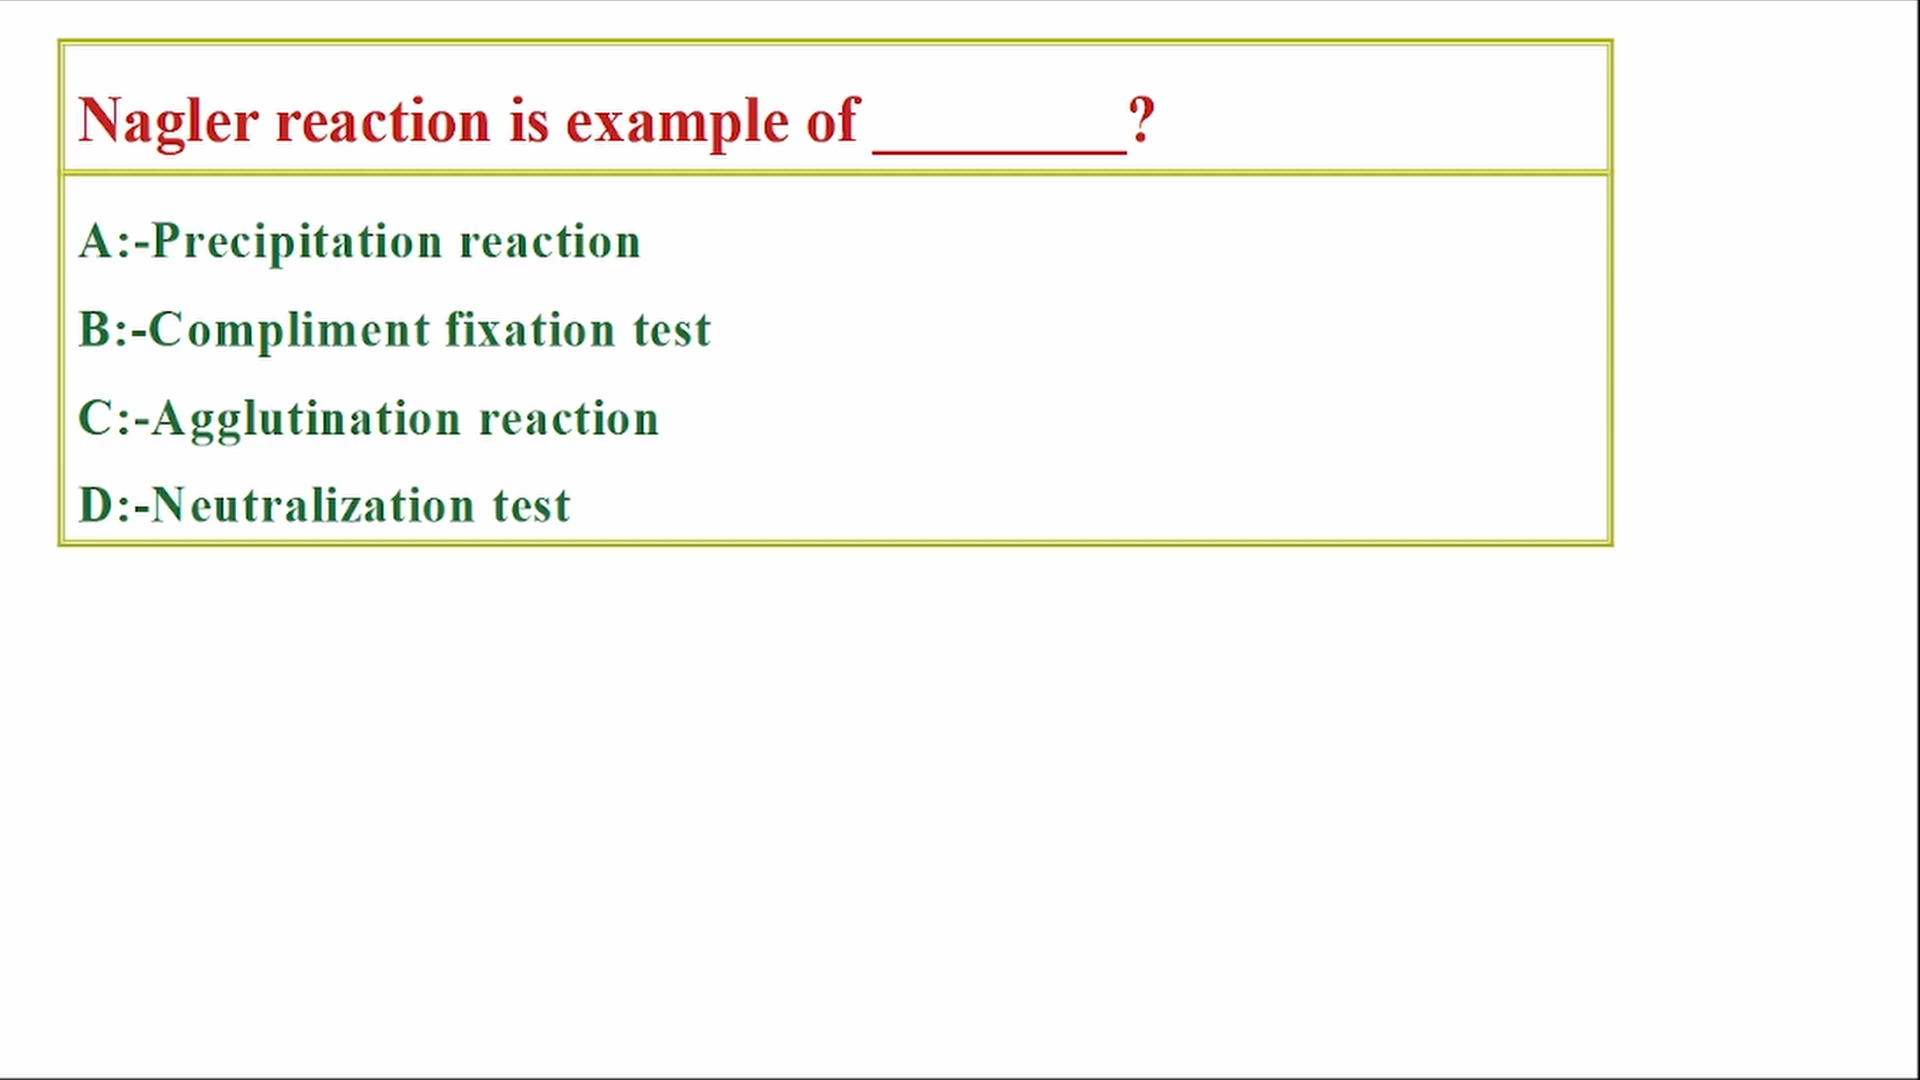 Nagler reaction is example of ________?
A:-Precipitation reaction
B:-Compliment fixation test
C:-Agglutination reaction
D:-Neutralization test